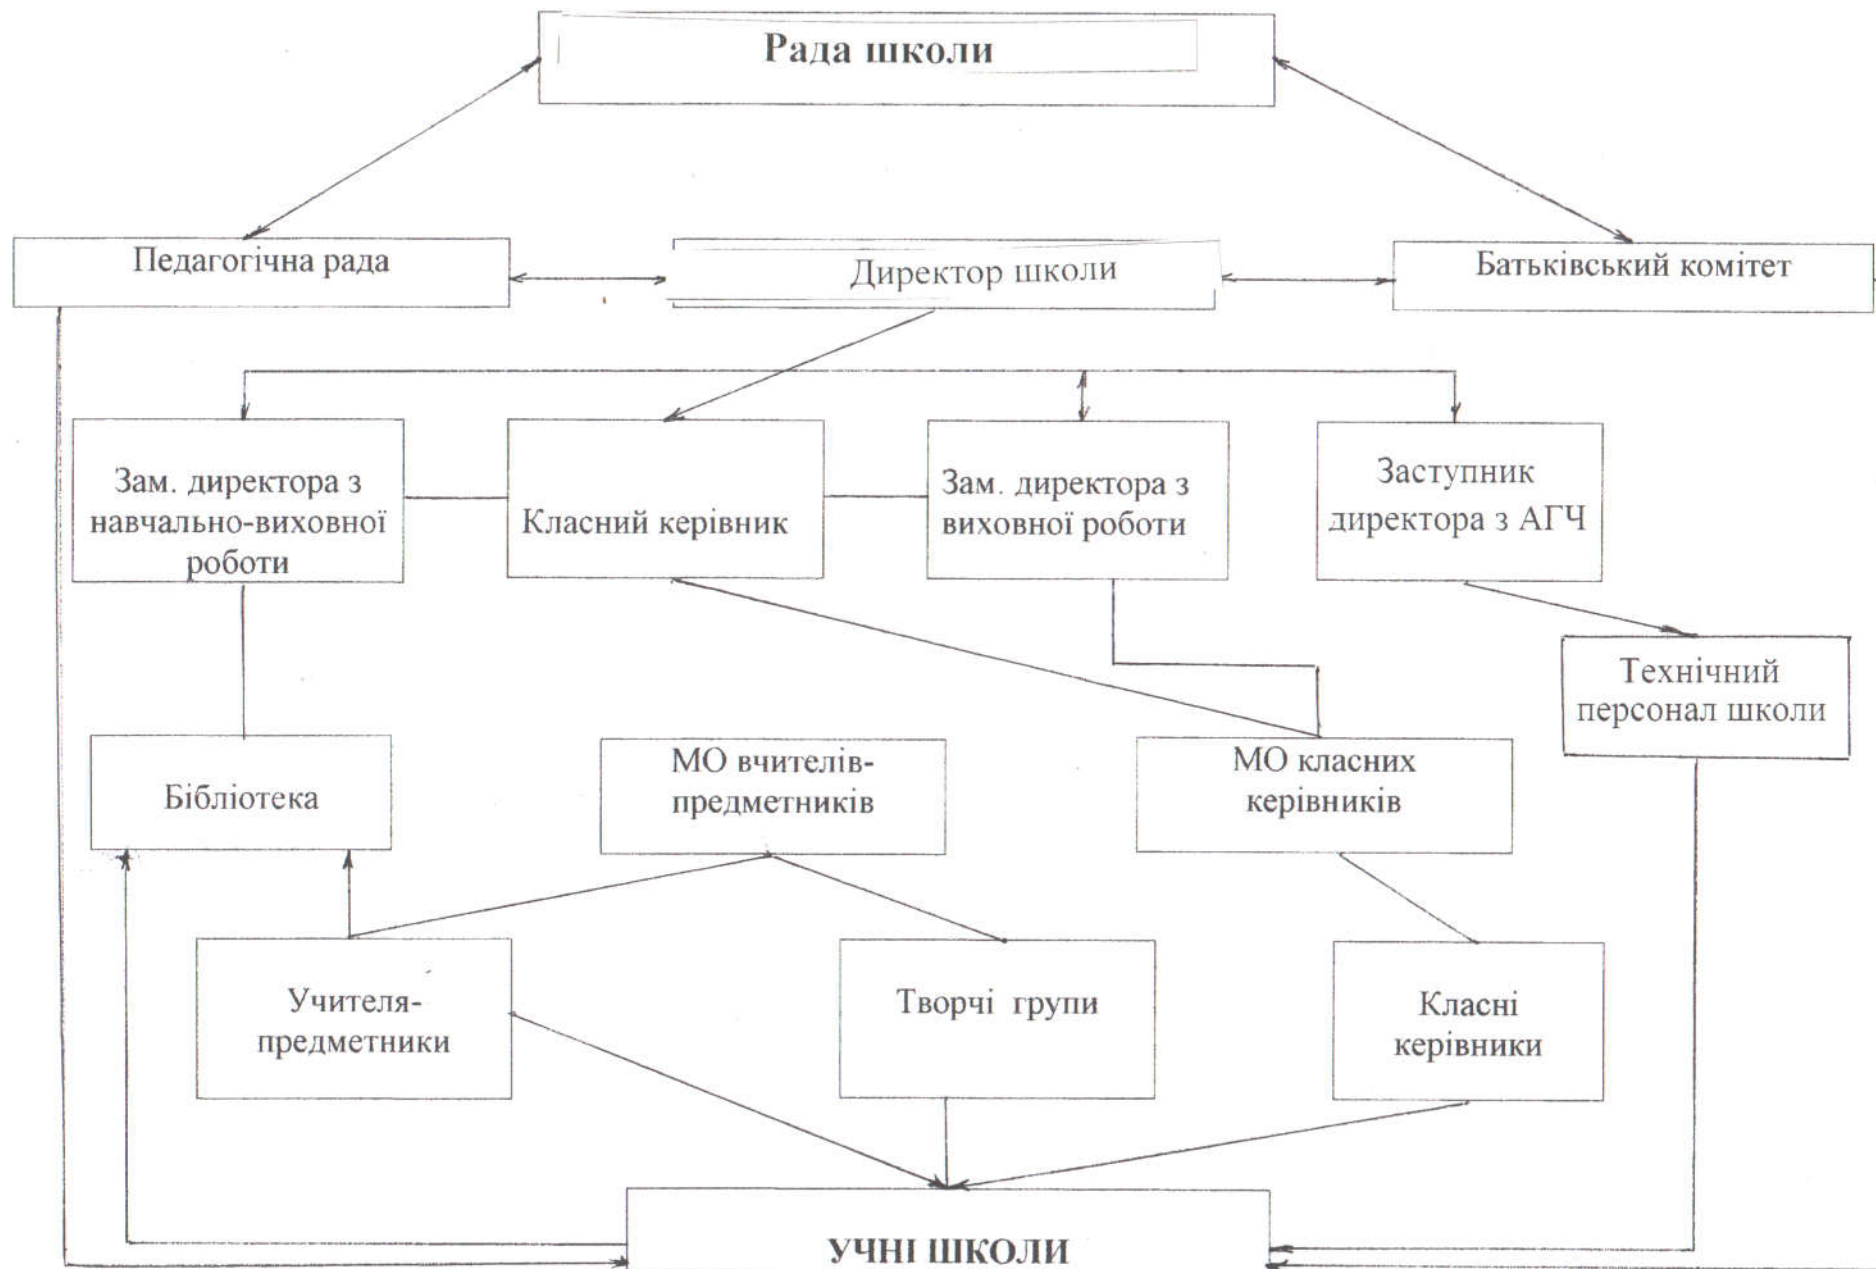 Рада школи
Педагогічна рада
Директор школи
Батьківський комітет
Зам. директора з
навчально-виховної
роботи
Класний керівник
Зам. директора з
виховної роботи
Заступник
директора з АГЧ
Технічний
персонал школи
Бібліотека
МО вчителів-
предметників
МО класних
керівників
Учителя-
предметники
Творчі групи
Класні
керівники
УЧНІ ШКОЛИ